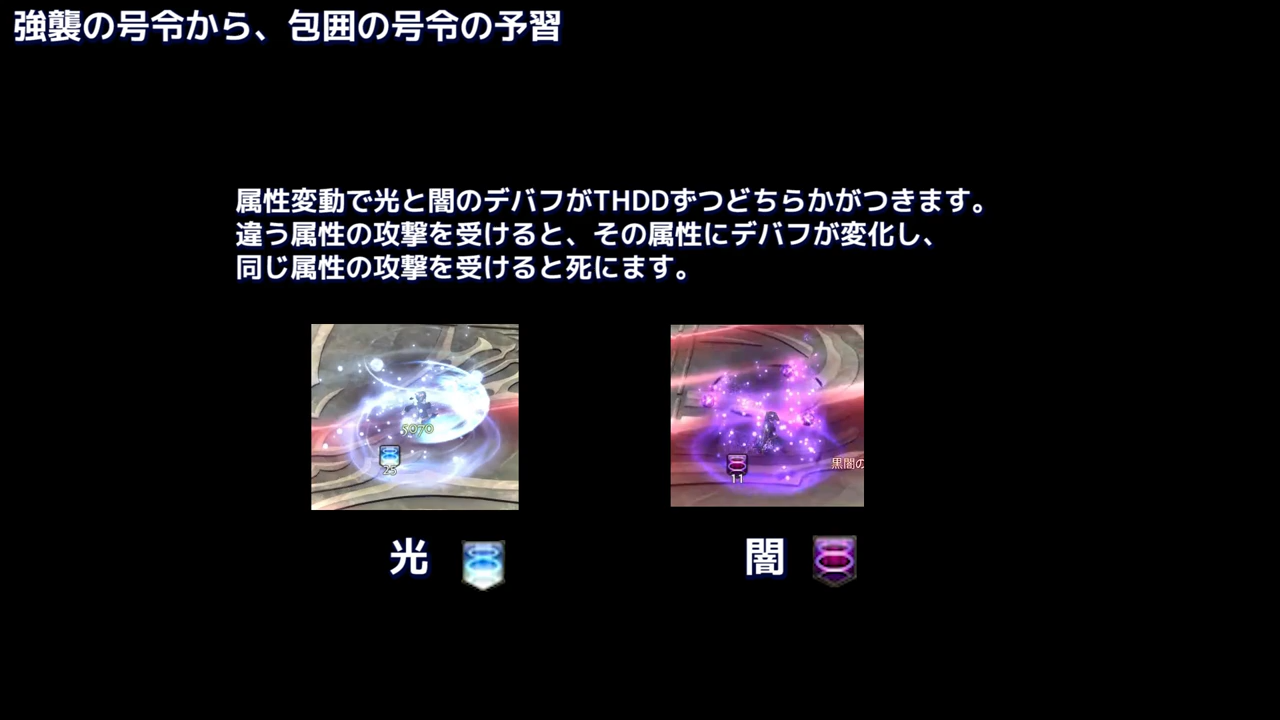 強襲の号令から、包囲の号令の予習
属性変動で光と闇のデバフがTHDDずつどちらかがつきます。
違う属性の攻撃を受けると、その属性にデバフが変化し、
同じ属性の攻撃を受けると死にます。
5070
25
11
黒闇の
光
闇